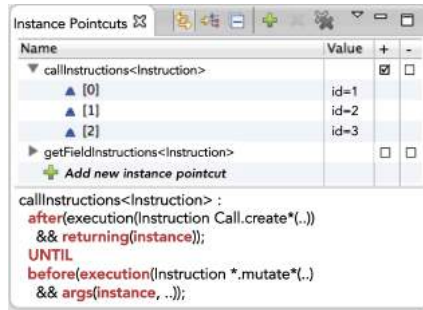 Instance Pointcuts
Name Value + -
callInstructions<Instruction>
[0] id=1
[1] id=2
[2] id=3
getFieldInstructions<Instruction>
Add new instance pointcut
callInstructions<Instruction> :
after(execution(Instruction Call.create*(..))
&& returning(instance));
UNTIL
before(execution(Instruction *.mutate*(..)
&& args(instance, ..));